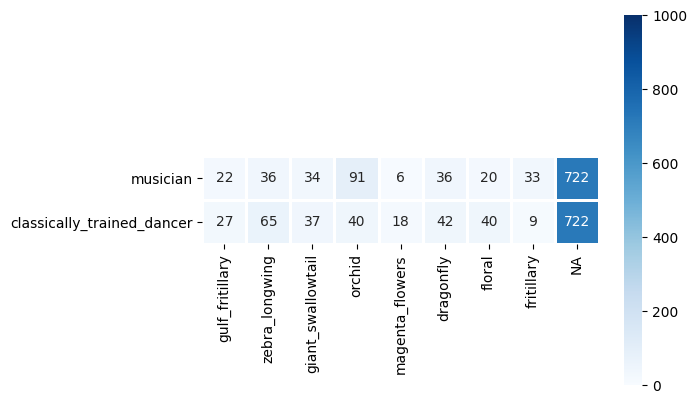 1000
800
600
400
200
0
musician 22 36 34 91 6 36 20 33 722
classically_trained_dancer 27 65 37 40 18 42 40 9 722
gulf_fritillary
zebra_longwing
giant_swallowtail
orchid
magenta_flowers
dragonfly
floral
fritillary
NA